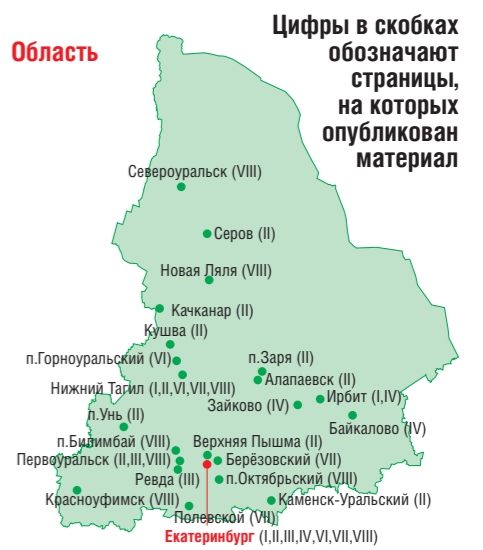 Цифры в скобках
обозначают
страницы,
на которых
опубликован
материал
Область
Североуральск (VIII)
Серов (II)
Новая Ляля (VIII)
Качканар (II)
Кушва (II)
п.Горноуральский (VI)
п.Заря (II)
Нижний Тагил (I,II,VI,VII,VIII)
Алапаевск (II)
Ирбит (I,IV)
Зайково (IV)
п.Унь (II)
Байкалово (IV)
п.Билимбай (VIII)
Верхняя Пышма (II)
Первоуральск (II,III,VIII)
Берёзовский (VII)
Ревда (III)
п.Октябрьский (VIII)
Красноуфимск (VIII)
Каменск-Уральский (II)
Полевской (VII)
Екатеринбург (I,II,III,IV,VI,VII,VIII)